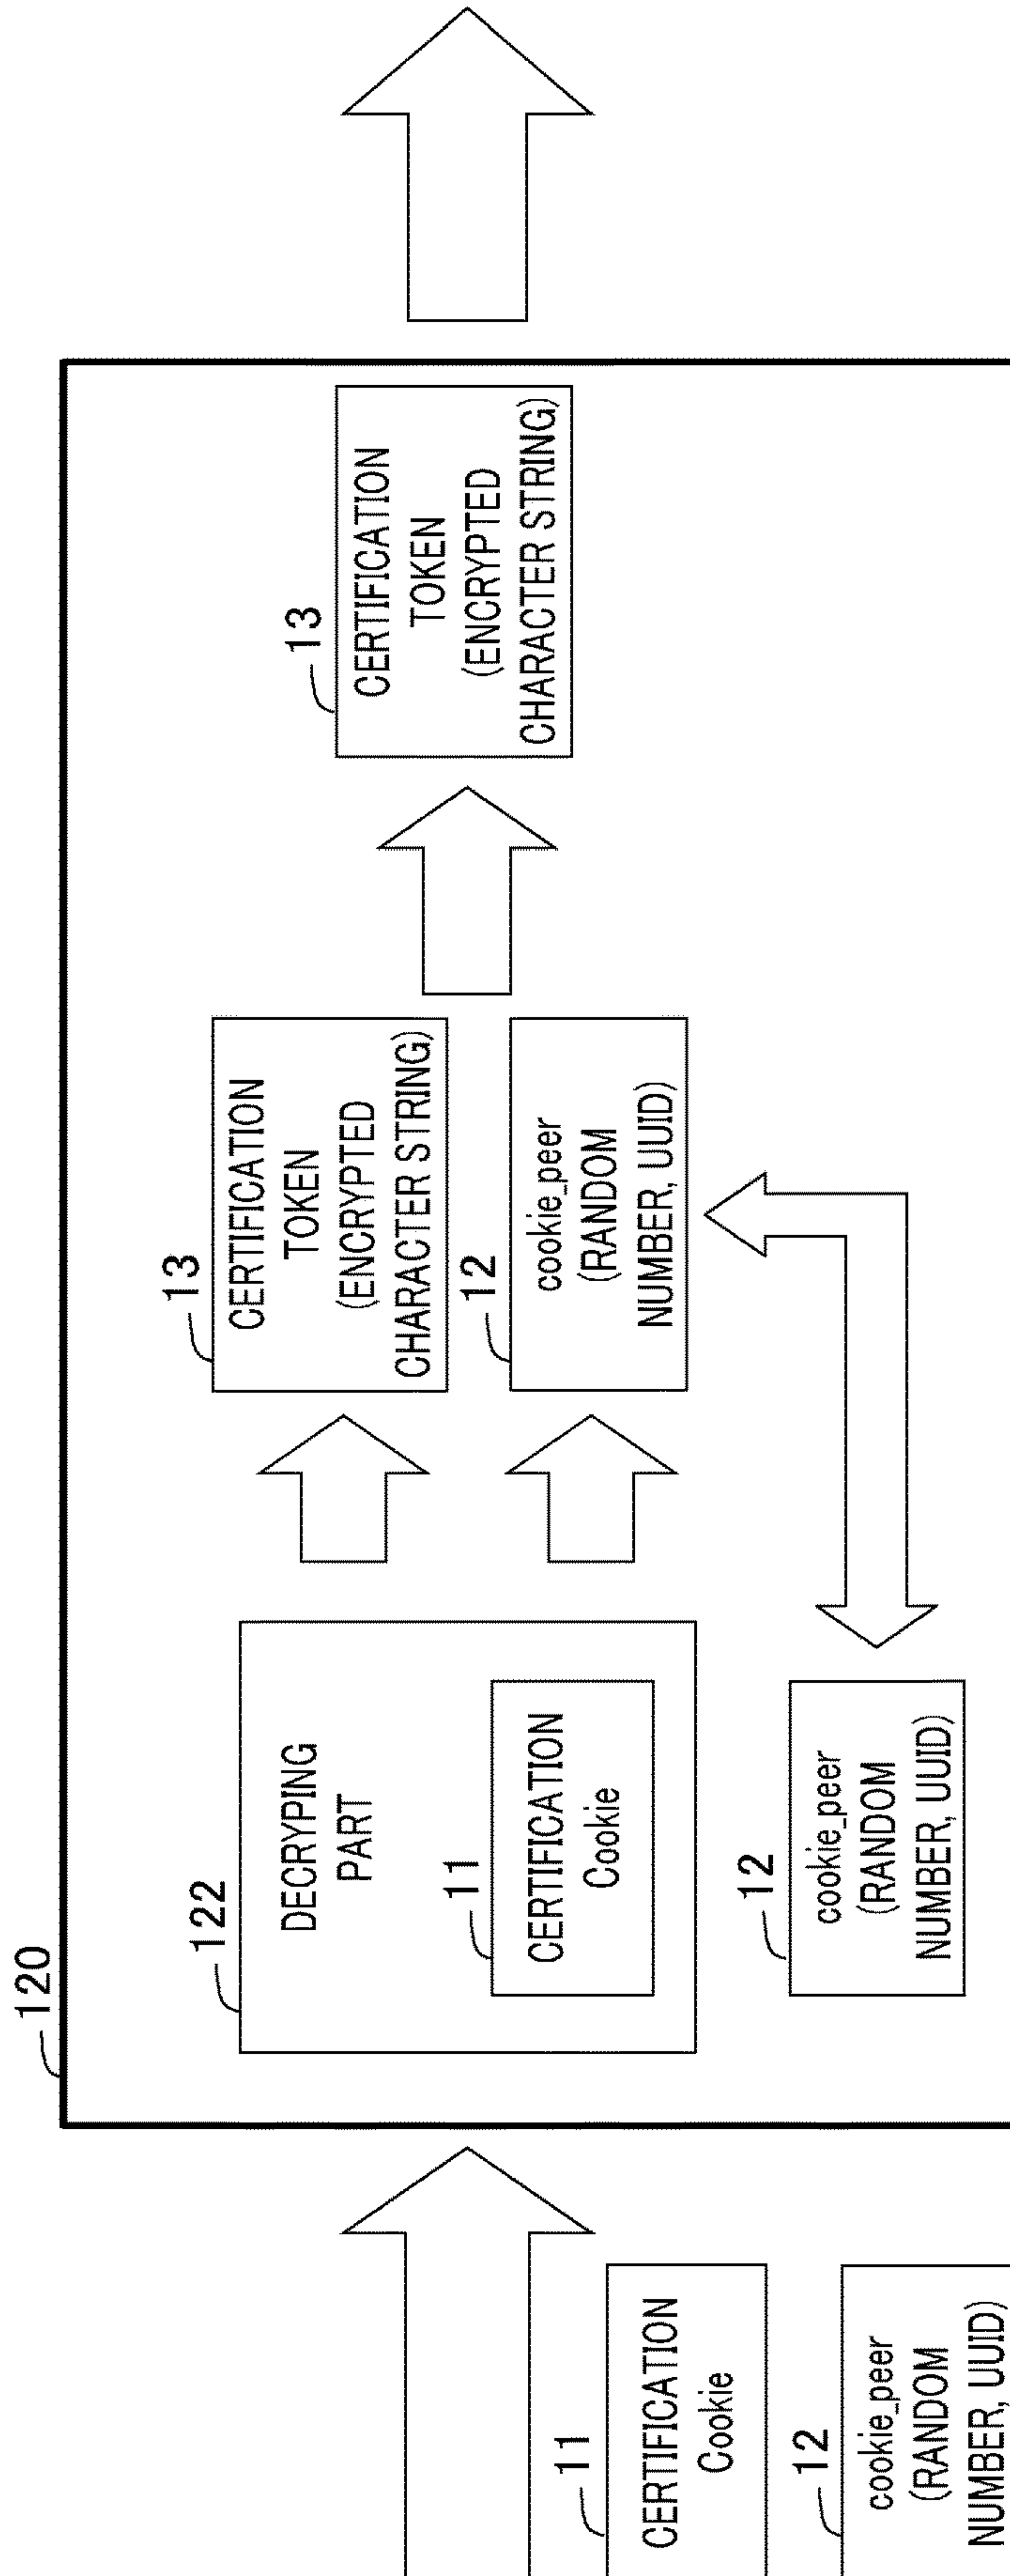 120
122
DECRYPING
PART
11
CERTIFICATION
Cookie
12
cookie_peer
(RANDOM
NUMBER, UUID)
13
CERTIFICATION
TOKEN
(ENCRYPTED
CHARACTER STRING)
12
cookie_peer
(RANDOM
NUMBER, UUID)
13
CERTIFICATION
TOKEN
(ENCRYPTED
CHARACTER STRING)
11
CERTIFICATION
Cookie
12
cookie_peer
(RANDOM
NUMBER, UUID)